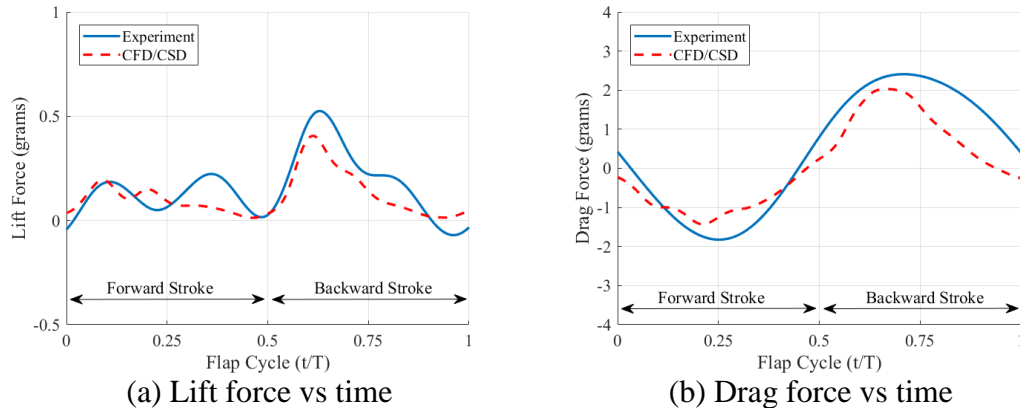 1
0.5
0
-0.5
Lift Force (grams)
Experiment
CFD/CSD
Forward Stroke
Backward Stroke
0
0.25
0.5
0.75
1
Flap Cycle (t/T)
(a) Lift force vs time
4
3
2
1
0
-1
-2
-3
-4
Drag Force (grams)
Experiment
CFD/CSD
Forward Stroke
Backward Stroke
0
0.25
0.5
0.75
1
Flap Cycle (t/T)
(b) Drag force vs time